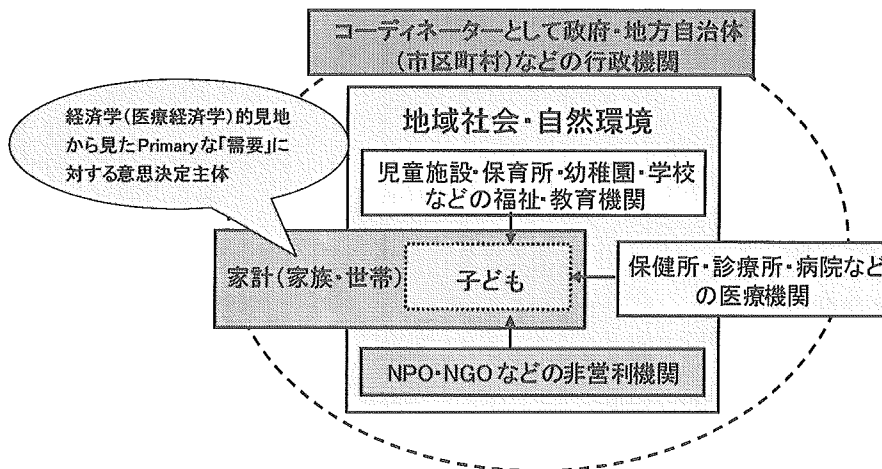 コーディネーターとして政府・地方自治体
(市区町村)などの行政機関
経済学(医療経済学)的見地
から見たPrimaryな「需要」に
対する意思決定主体
地域社会・自然環境
児童施設・保育所・幼稚園・学校
などの福祉・教育機関
家計(家族・世帯)
子ども
保健所・診療所・病院など
の医療機関
NPO・NGOなどの非営利機関